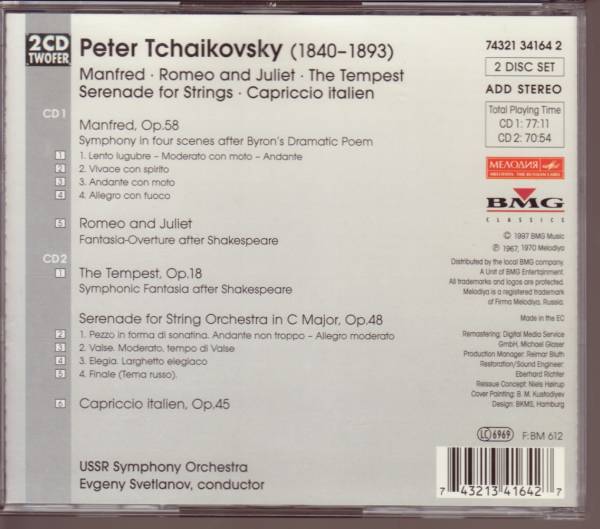 2CD
TWOFER
Peter Tchaikovsky (1840–1893)
Manfred · Romeo and Juliet · The Tempest
Serenade for Strings · Capriccio italien
CD 1
Manfred, Op.58
Symphony in four scenes after Byron's Dramatic Poem
1 1. Lento lugubre – Moderato con moto – Andante
2 2. Vivace con spirito
3 3. Andante con moto
4 4. Allegro con fuoco
5 Romeo and Juliet
Fantasia-Overture after Shakespeare
CD 2
1 The Tempest, Op.18
Symphonic Fantasia after Shakespeare
Serenade for String Orchestra in C Major, Op.48
2 1. Pezzo in forma di sonatina. Andante non troppo – Allegro moderato
3 2. Valse. Moderato, tempo di Valse
4 3. Elegia. Larghetto elegiaco
5 4. Finale (Tema russo).
6 Capriccio italien, Op.45
USSR Symphony Orchestra
Evgeny Svetlanov, conductor
74321 34164 2
2 DISC SET
ADD STEREO
Total Playing Time
CD 1: 77:11
CD 2: 70:54
МЕЛОДИЯ
MELODIYA · THE RUSSIAN LABEL
BMG
CLASSICS
© 1997 BMG Music
℗ 1967, 1970 Melodiya
Distributed by the local BMG company.
A Unit of BMG Entertainment.
All trademarks and logos are protected.
Melodiya is a registered trademark
of Firma Melodiya, Russia.
Made in the EC
Remastering: Digital Media Service
GmbH, Michael Glaser
Production Manager: Reimar Bluth
Restoration/Sound Engineer:
Eberhard Richter
Reissue Concept: Niels Høirup
Cover Painting: B. M. Kustodiyev
Design: BKMS, Hamburg
LC 6969
F: BM 612
7 43213 41642 7